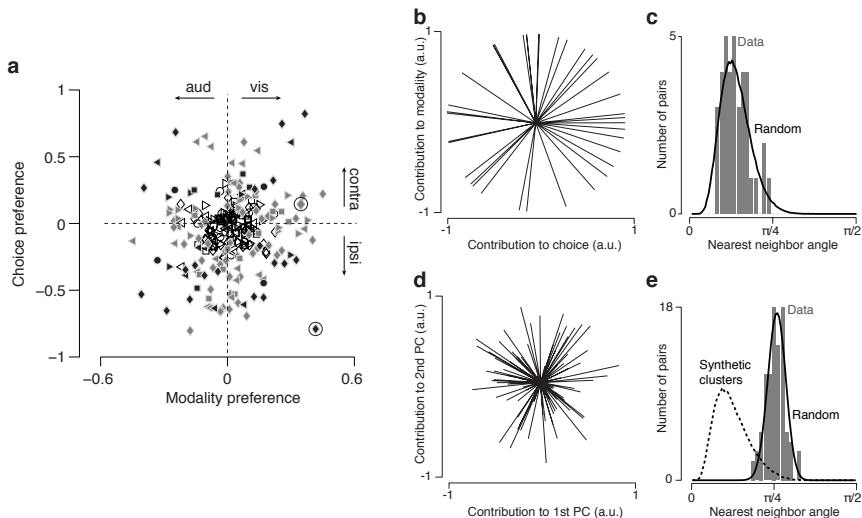 a
aud
vis
1
0.5
0
−0.5
−1
Choice preference
contra
ipsi
−0.6
0
0.6
Modality preference
b
1
Contribution to modality (a.u.)
-1
-1
1
Contribution to choice (a.u.)
c
5
Data
Random
Number of pairs
0
0
π/4
π/2
Nearest neighbor angle
d
1
Contribution to 2nd PC (a.u.)
-1
-1
1
Contribution to 1st PC (a.u.)
e
18
Data
Synthetic
clusters
Random
Number of pairs
0
0
π/4
π/2
Nearest neighbor angle